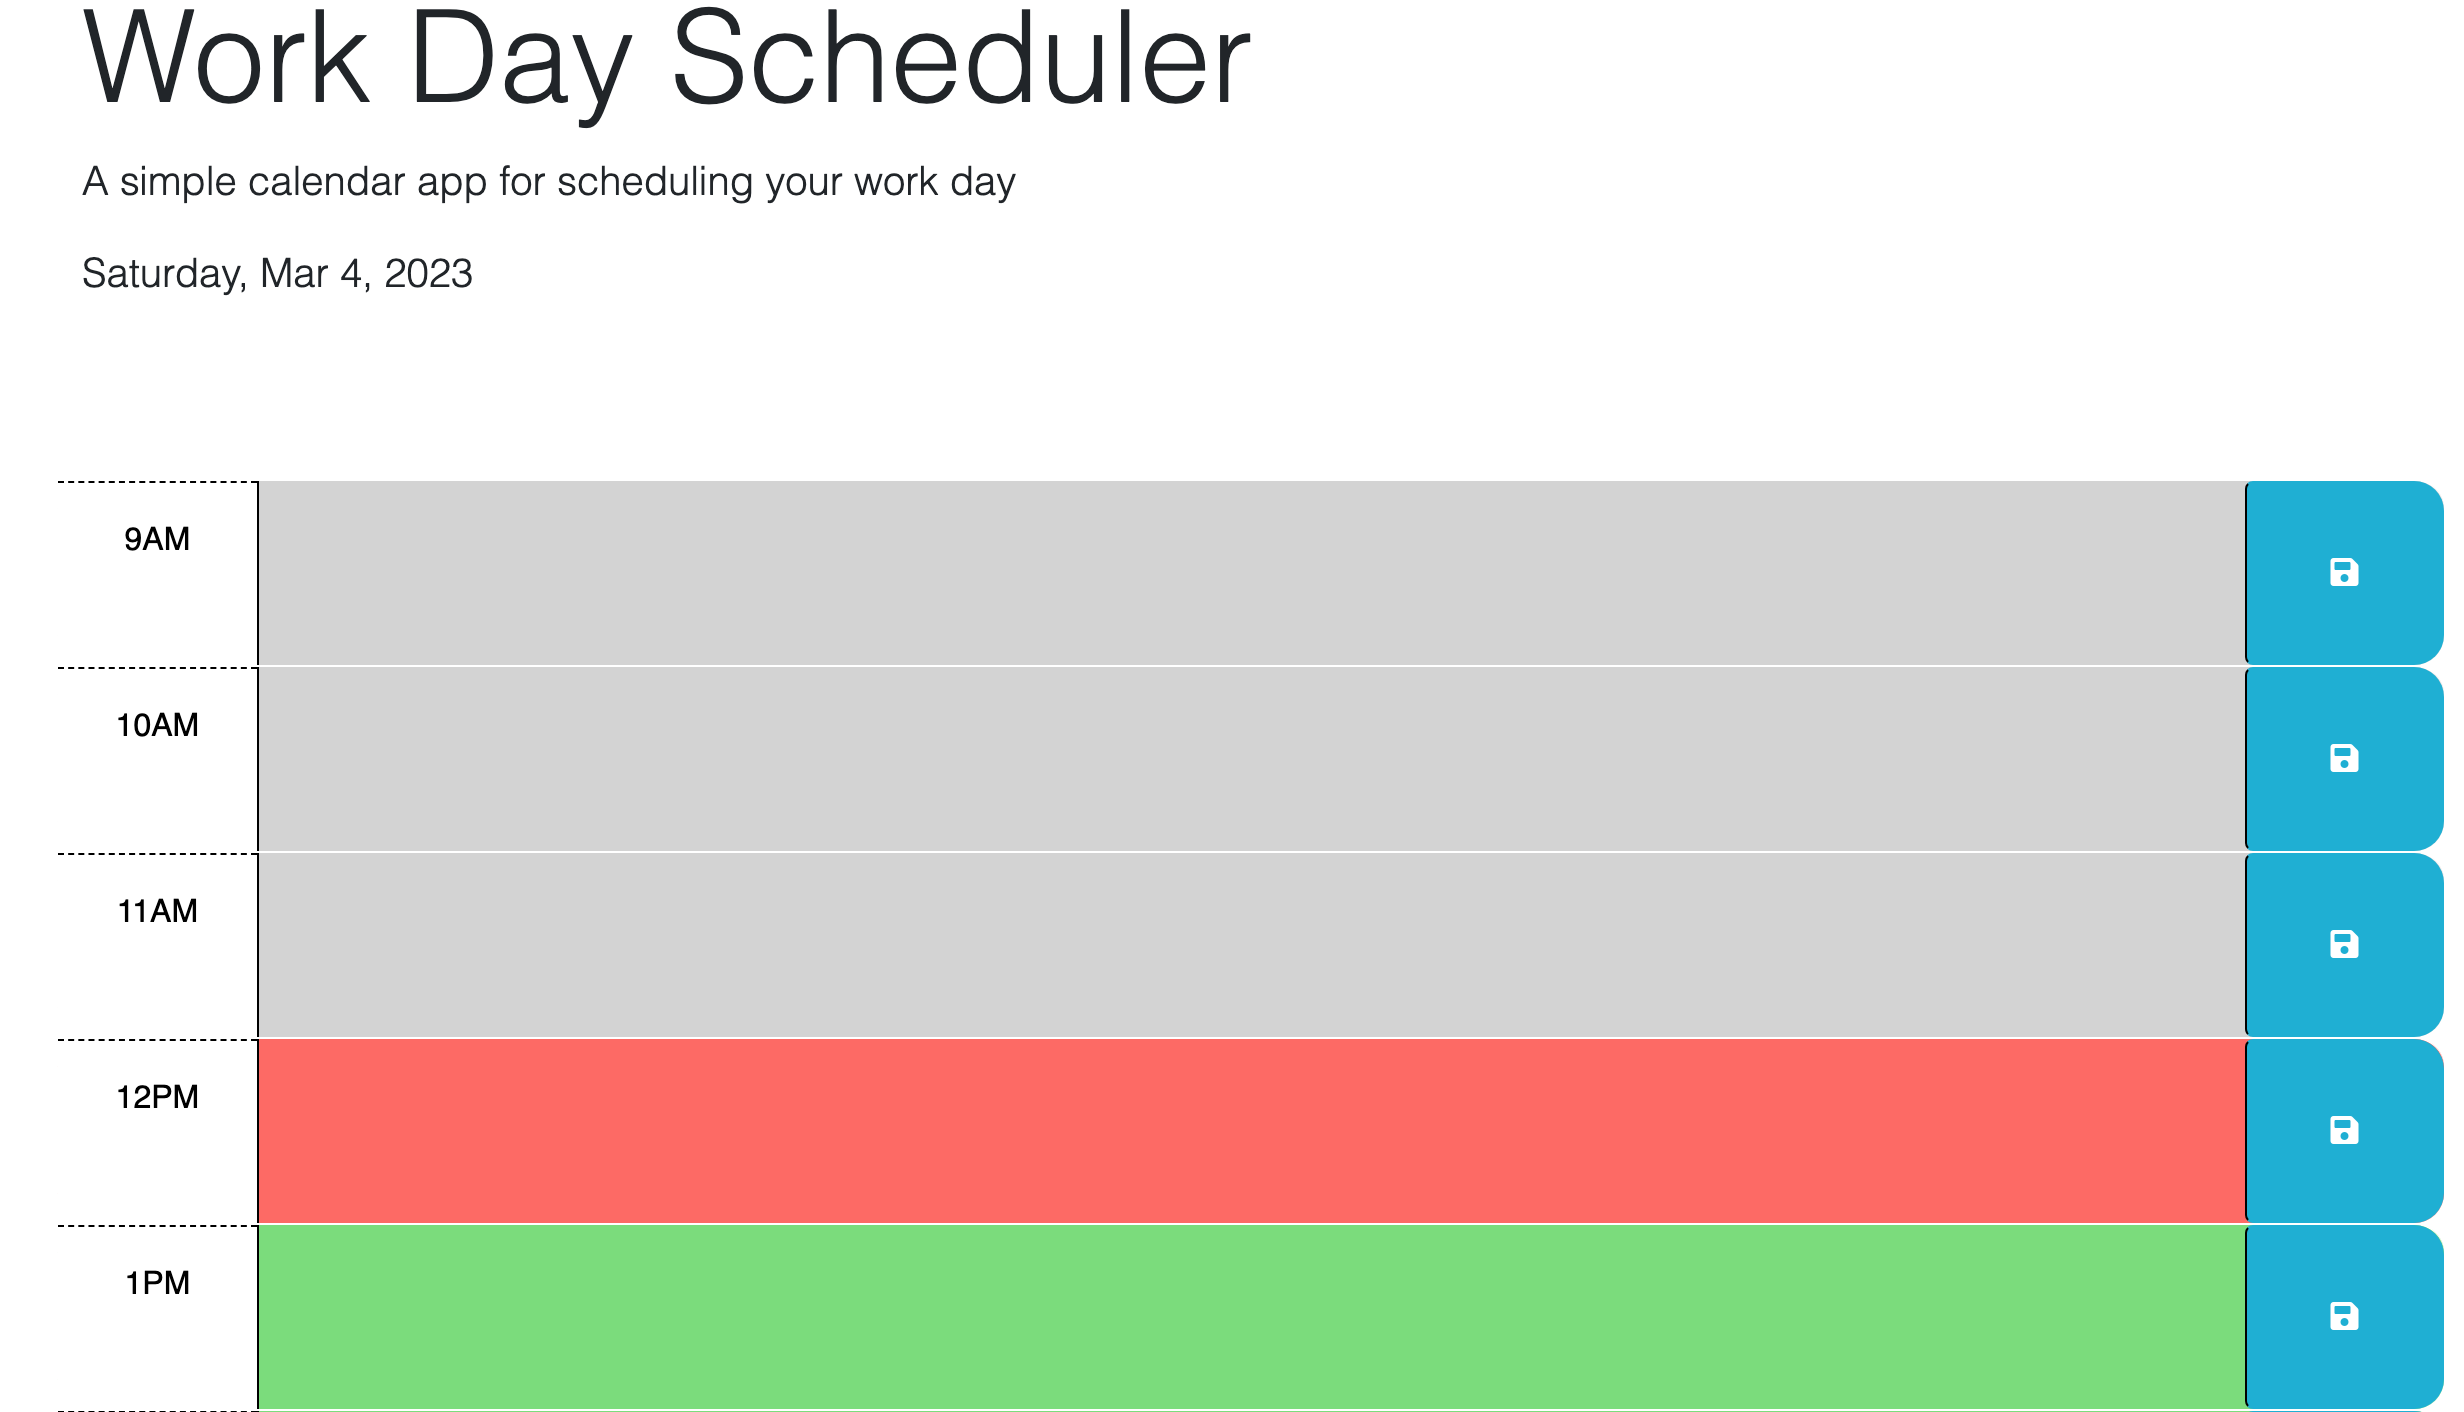 Work Day Scheduler
A simple calendar app for scheduling your work day
Saturday, Mar 4, 2023
9AM
10AM
11AM
12PM
1PM